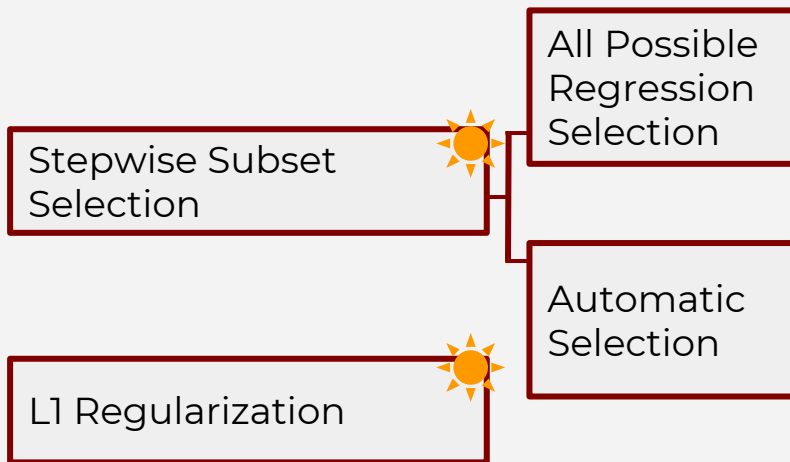 Stepwise Subset
Selection
All Possible
Regression
Selection
Automatic
Selection
L1 Regularization